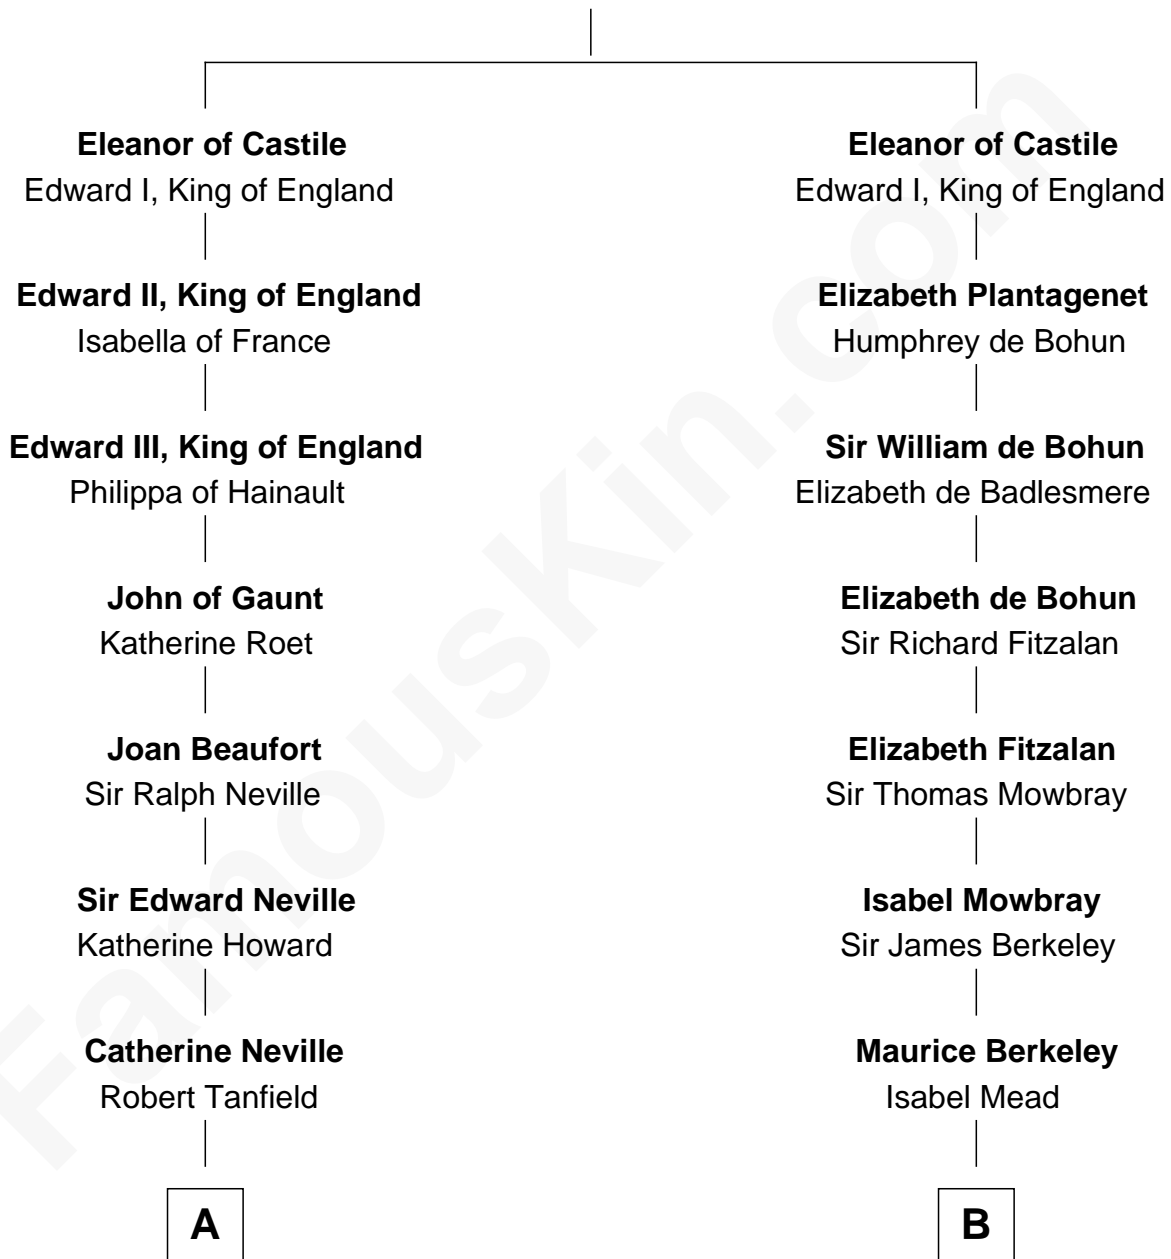 Eleanor of Castile
Edward I, King of England
Edward II, King of England
Isabella of France
Edward III, King of England
Philippa of Hainault
John of Gaunt
Katherine Roet
Joan Beaufort
Sir Ralph Neville
Sir Edward Neville
Katherine Howard
Catherine Neville
Robert Tanfield
A
Eleanor of Castile
Edward I, King of England
Elizabeth Plantagenet
Humphrey de Bohun
Sir William de Bohun
Elizabeth de Badlesmere
Elizabeth de Bohun
Sir Richard Fitzalan
Elizabeth Fitzalan
Sir Thomas Mowbray
Isabel Mowbray
Sir James Berkeley
Maurice Berkeley
Isabel Mead
B
FamousKin.com